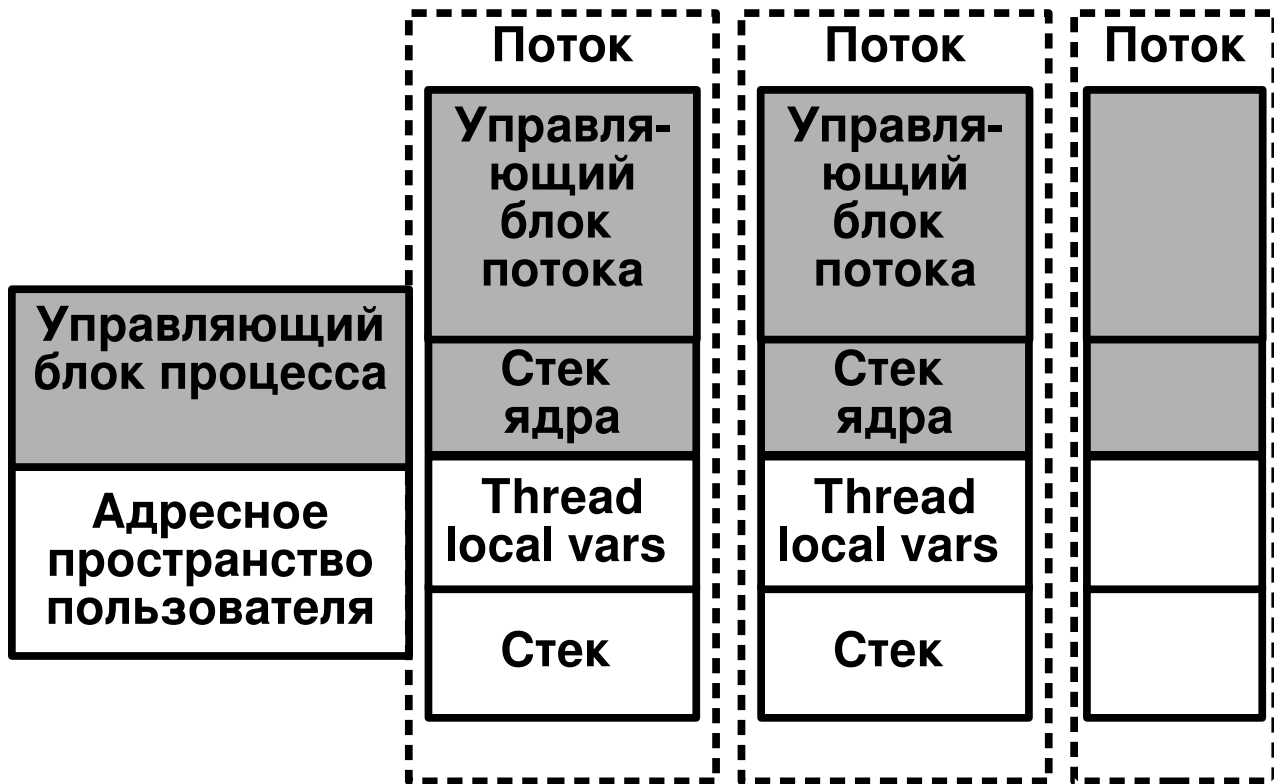 Поток
Управля-
ющий
блок
потока
Стек
ядра
Thread
local vars
Стек
Поток
Управля-
ющий
блок
потока
Стек
ядра
Thread
local vars
Стек
Поток
Управляющий
блок процесса
Адресное
пространство
пользователя